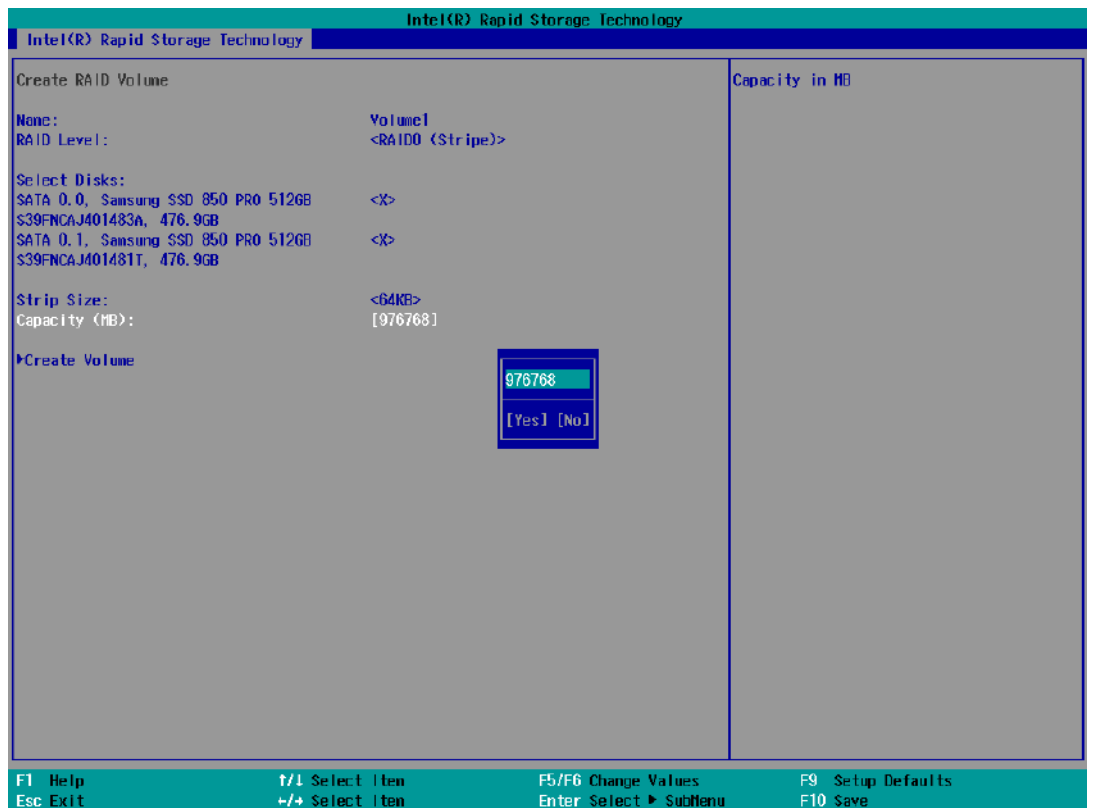 Intel(R) Rapid Storage Technology
Intel(R) Rapid Storage Technology
Create RAID Volume
Name: Volume1
RAID Level: <RAID0 (Stripe)>
Select Disks:
SATA 0.0, Samsung SSD 850 PRO 512GB <X>
S39FNCAJ401483A, 476.9GB
SATA 0.1, Samsung SSD 850 PRO 512GB <X>
S39FNCAJ401481T, 476.9GB
Strip Size: <64KB>
Capacity (MB): [976768]
▶Create Volume
976768
[Yes] [No]
Capacity in MB
F1 Help ↑/↓ Select Item F5/F6 Change Values F9 Setup Defaults
Esc Exit ←/→ Select Item Enter Select ▶ SubMenu F10 Save